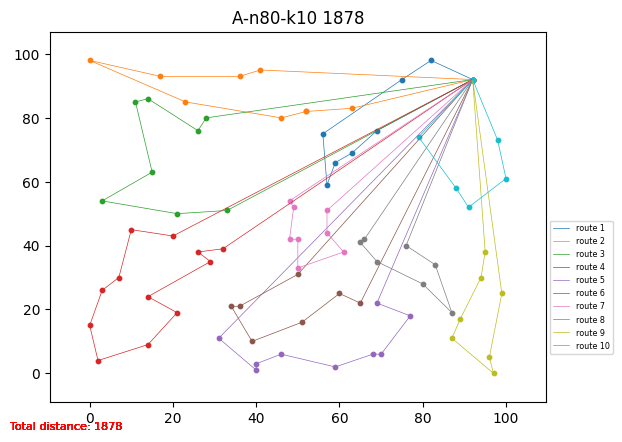 A-n80-k10 1878
100
80
60
40
20
0
0 20 40 60 80 100
route 1
route 2
route 3
route 4
route 5
route 6
route 7
route 8
route 9
route 10
Total distance: 1878